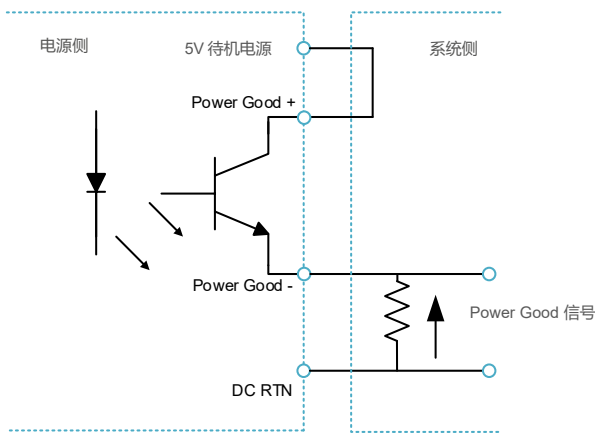 电源侧
5V 待机电源
系统侧
Power Good +
Power Good -
Power Good 信号
DC RTN